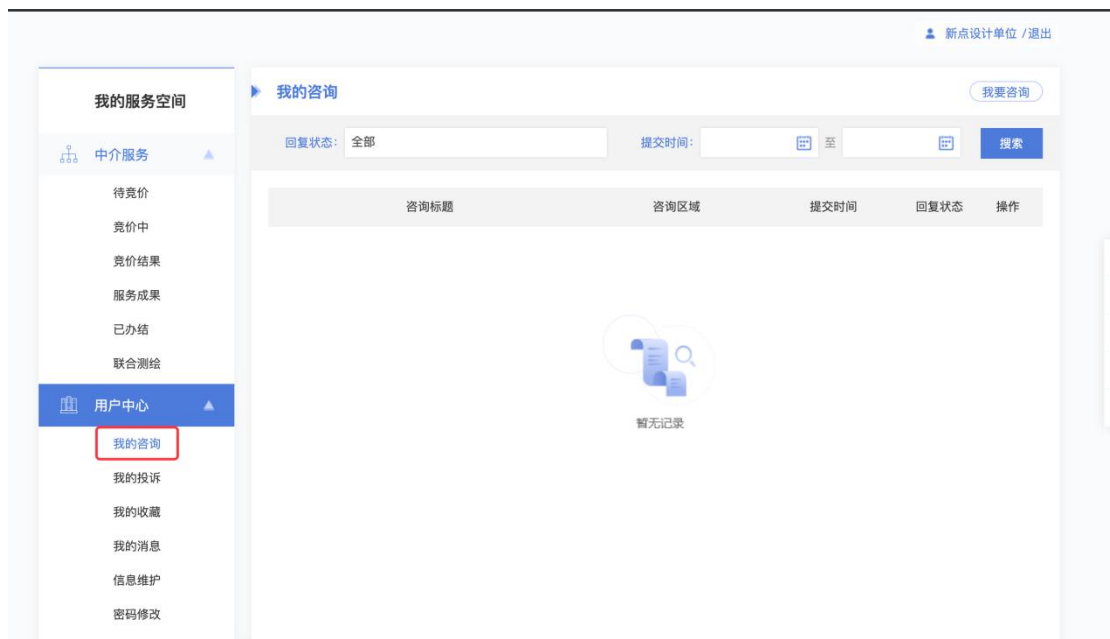 新点设计单位 /退出
我的服务空间
中介服务
待竞价
竞价中
竞价结果
服务成果
已办结
联合测绘
用户中心
我的咨询
我的投诉
我的收藏
我的消息
信息维护
密码修改
我的咨询
我要咨询
回复状态: 全部 提交时间: 至 搜索
咨询标题 咨询区域 提交时间 回复状态 操作
暂无记录